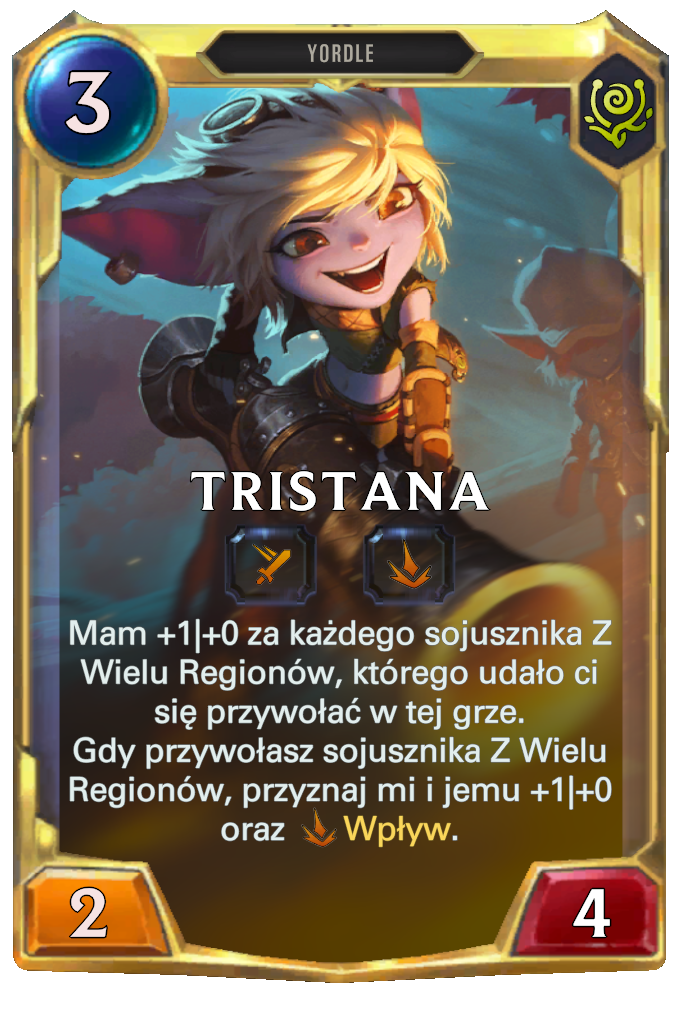 3
YORDLE
TRISTANA
Mam +1|+0 za każdego sojusznika Z
Wielu Regionów, którego udało ci
się przywołać w tej grze.
Gdy przywołasz sojusznika Z Wielu
Regionów, przyznaj mi i jemu +1|+0
oraz Wpływ.
2
4